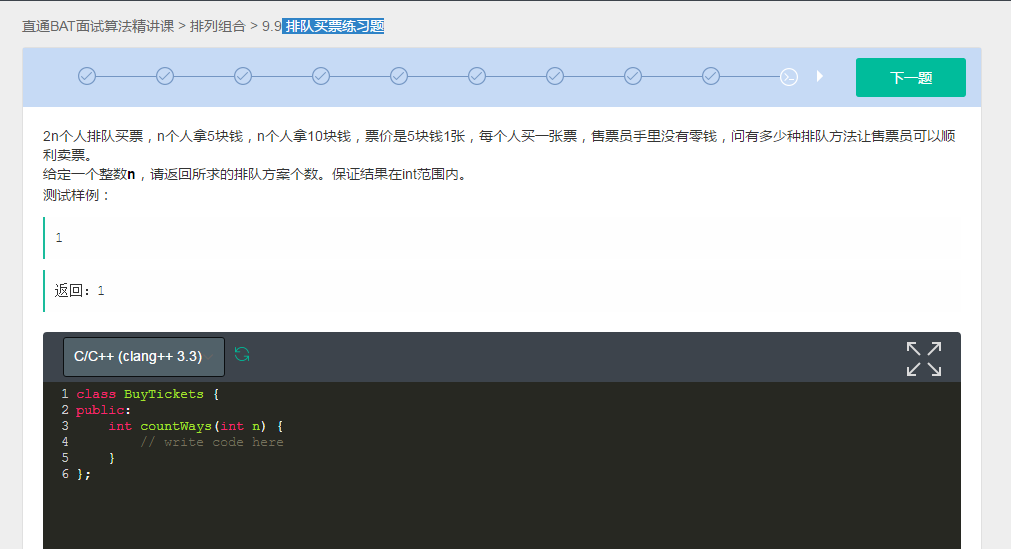 直通BAT面试算法精讲课 > 排列组合 > 9.9 排队买票练习题
下一题
2n个人排队买票，n个人拿5块钱，n个人拿10块钱，票价是5块钱1张，每个人买一张票，售票员手里没有零钱，问有多少种排队方法让售票员可以顺
利卖票。
给定一个整数n，请返回所求的排队方案个数。保证结果在int范围内。
测试样例：
1
返回：1
C/C++ (clang++ 3.3)
1 class BuyTickets {
2 public:
3     int countWays(int n) {
4         // write code here
5     }
6 };